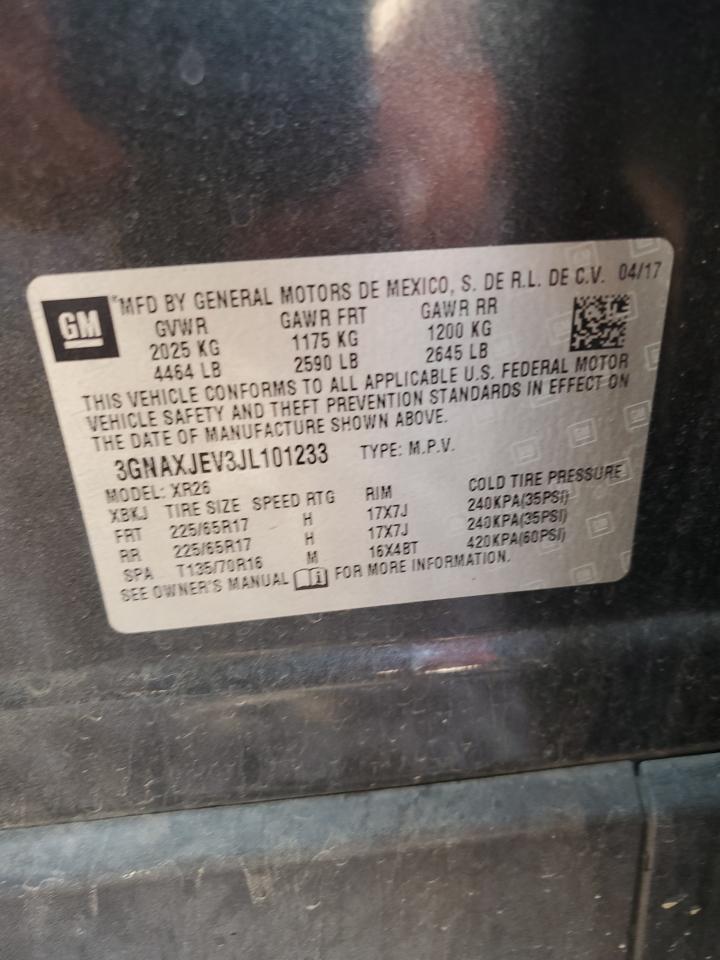 GM
*MFD BY GENERAL MOTORS DE MEXICO, S. DE R.L. DE C.V. 04/17
GVWR GAWR FRT GAWR RR
2025 KG 1175 KG 1200 KG
4464 LB 2590 LB 2645 LB
THIS VEHICLE CONFORMS TO ALL APPLICABLE U.S. FEDERAL MOTOR
VEHICLE SAFETY AND THEFT PREVENTION STANDARDS IN EFFECT ON
THE DATE OF MANUFACTURE SHOWN ABOVE.
3GNAXJEV3JL101233 TYPE: M.P.V.
MODEL: XR26
XBKJ TIRE SIZE SPEED RTG RIM COLD TIRE PRESSURE
FRT 225/65R17 H 17X7J 240KPA(35PSI)
RR 225/65R17 H 17X7J 240KPA(35PSI)
SPA T135/70R16 M 16X4BT 420KPA(60PSI)
SEE OWNER'S MANUAL i FOR MORE INFORMATION.